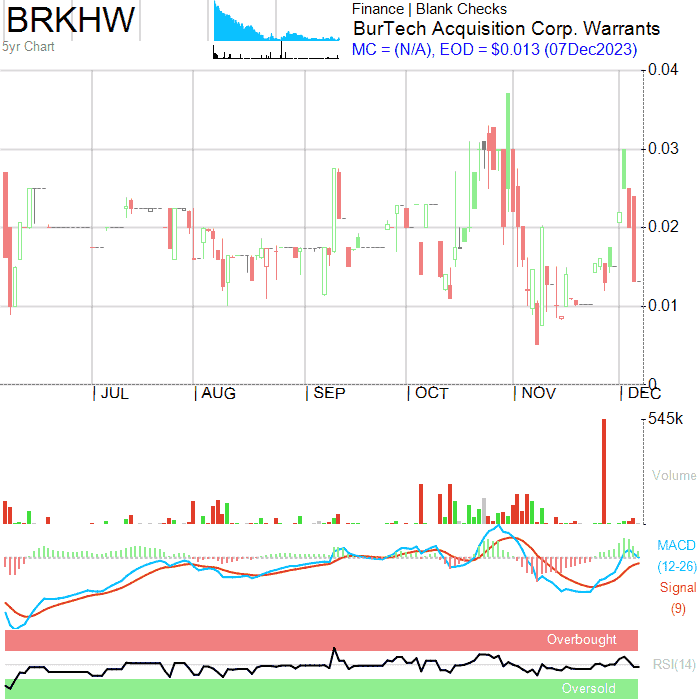 BRKHW
5yr Chart
Finance | Blank Checks
BurTech Acquisition Corp. Warrants
MC = (N/A), EOD = $0.013 (07Dec2023)
0.04
0.03
0.02
0.01
0
JUL AUG SEP OCT NOV DEC
545k
Volume
MACD
(12-26)
Signal
(9)
Overbought
RSI(14)
Oversold